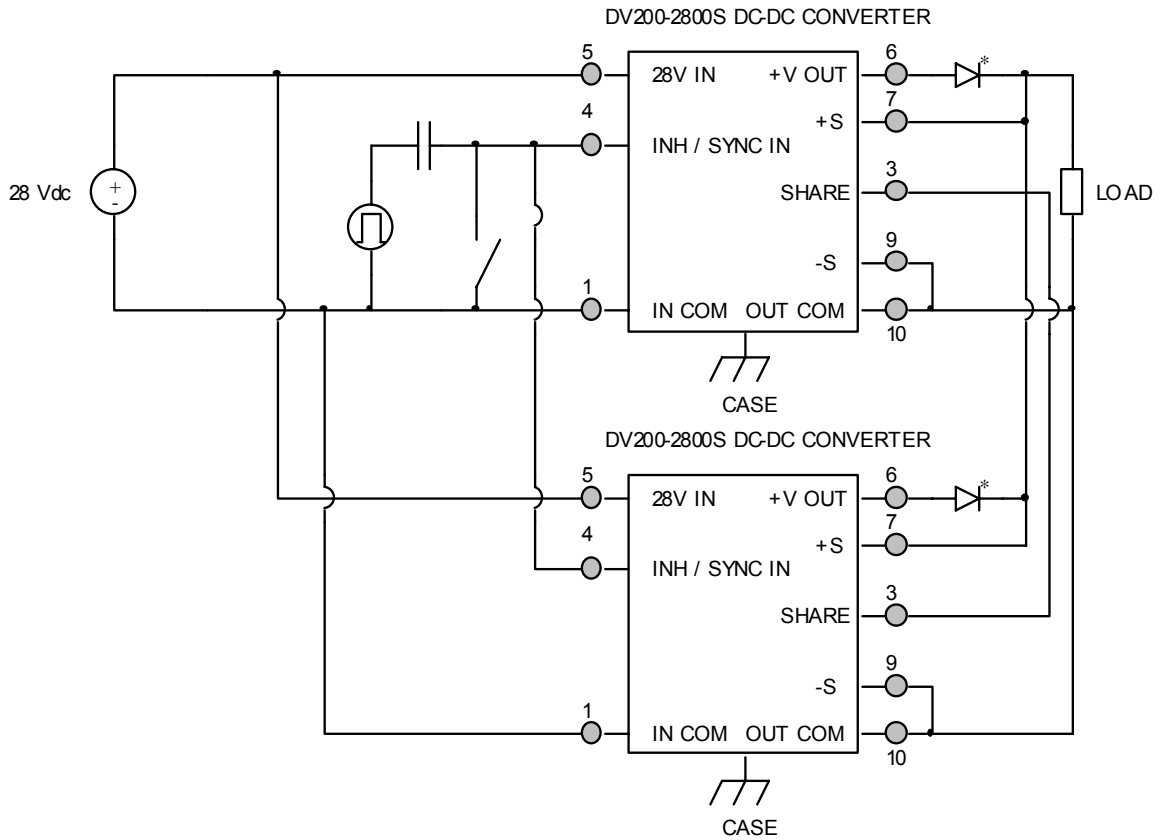 DV200-2800S DC-DC CONVERTER
5
28V IN
+V OUT
6
*
7
+S
4
INH / SYNC IN
3
SHARE
28 Vdc
+
-
LOAD
9
-S
1
IN COM
OUT COM
10
CASE
DV200-2800S DC-DC CONVERTER
5
28V IN
+V OUT
6
*
7
+S
4
INH / SYNC IN
3
SHARE
9
-S
1
IN COM
OUT COM
10
CASE